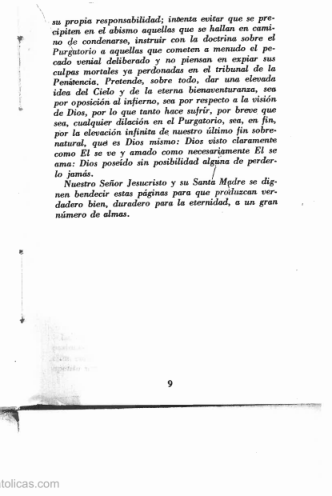 su propia responsabilidad; intenta evitar que se pre-
cipiten en el abismo aquellas que se hallan en cami-
no de condenarse, instruir con la doctrina sobre el
Purgatorio a aquellas que cometen a menudo el pe-
cado venial deliberado y no piensan en expiar sus
culpas mortales ya perdonadas en el tribunal de la
Penitencia. Pretende, sobre todo, dar una elevada
idea del Cielo y de la eterna bienaventuranza, sea
por oposición al infierno, sea por respecto a la visión
de Dios, por lo que tanto hace sufrir, por breve que
sea, cualquier dilación en el Purgatorio, sea, en fin,
por la elevación infinita de nuestro último fin sobre-
natural, que es Dios mismo: Dios visto claramente
como El se ve y amado como necesariamente El se
ama: Dios poseído sin posibilidad alguna de perder-
lo jamás.
Nuestro Señor Jesucristo y su Santa Madre se dig-
nen bendecir estas páginas para que produzcan ver-
dadero bien, duradero para la eternidad, a un gran
número de almas.
9
tolicas.com